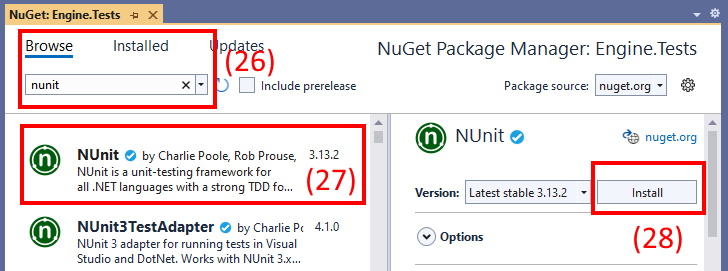 NuGet: Engine.Tests
Browse Installed Updates
NuGet Package Manager: Engine.Tests
(26)
nunit
Include prerelease
Package source: nuget.org
NUnit by Charlie Poole, Rob Prouse, 3.13.2
NUnit is a unit-testing framework for
all .NET languages with a strong TDD fo...
(27)
NUnit3TestAdapter by Charlie Po 4.1.0
NUnit 3 adapter for running tests in Visual
Studio and DotNet. Works with NUnit 3.x...
n NUnit
nuget.org
Version: Latest stable 3.13.2 Install
(28)
Options